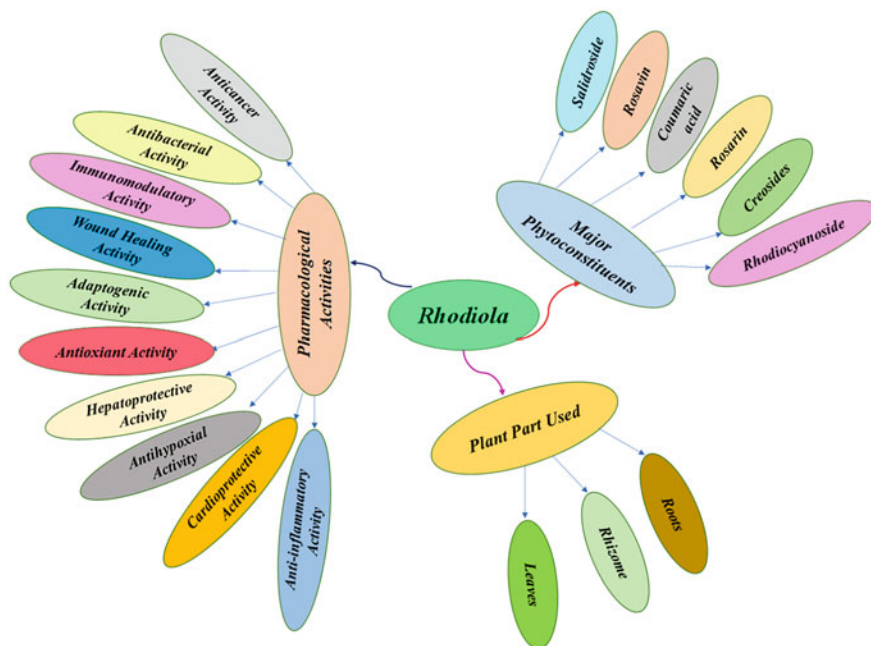 Rhodiola
Pharmacological
Activities
Anticancer
Activity
Antibacterial
Activity
Immunomodulatory
Activity
Wound Healing
Activity
Adaptogenic
Activity
Antioxiant Activity
Hepatoprotective
Activity
Antihypoxial
Activity
Cardioprotective
Activity
Anti-inflammatory
Activity
Major
Phytoconstituents
Salidroside
Rosavin
Coumaric
acid
Rosarin
Creosides
Rhodiocyanoside
Plant Part Used
Leaves
Rhizome
Roots